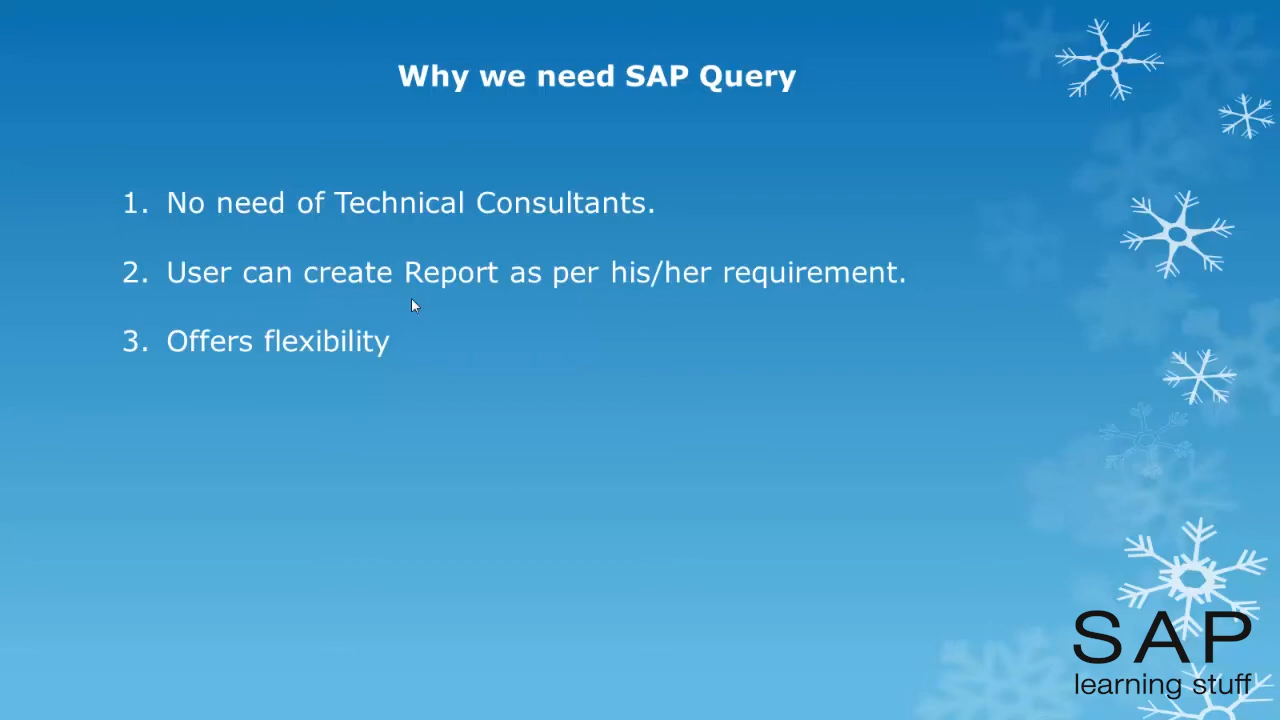 Why we need SAP Query
1. No need of Technical Consultants.
2. User can create Report as per his/her requirement.
3. Offers flexibility
SAP
learning stuff